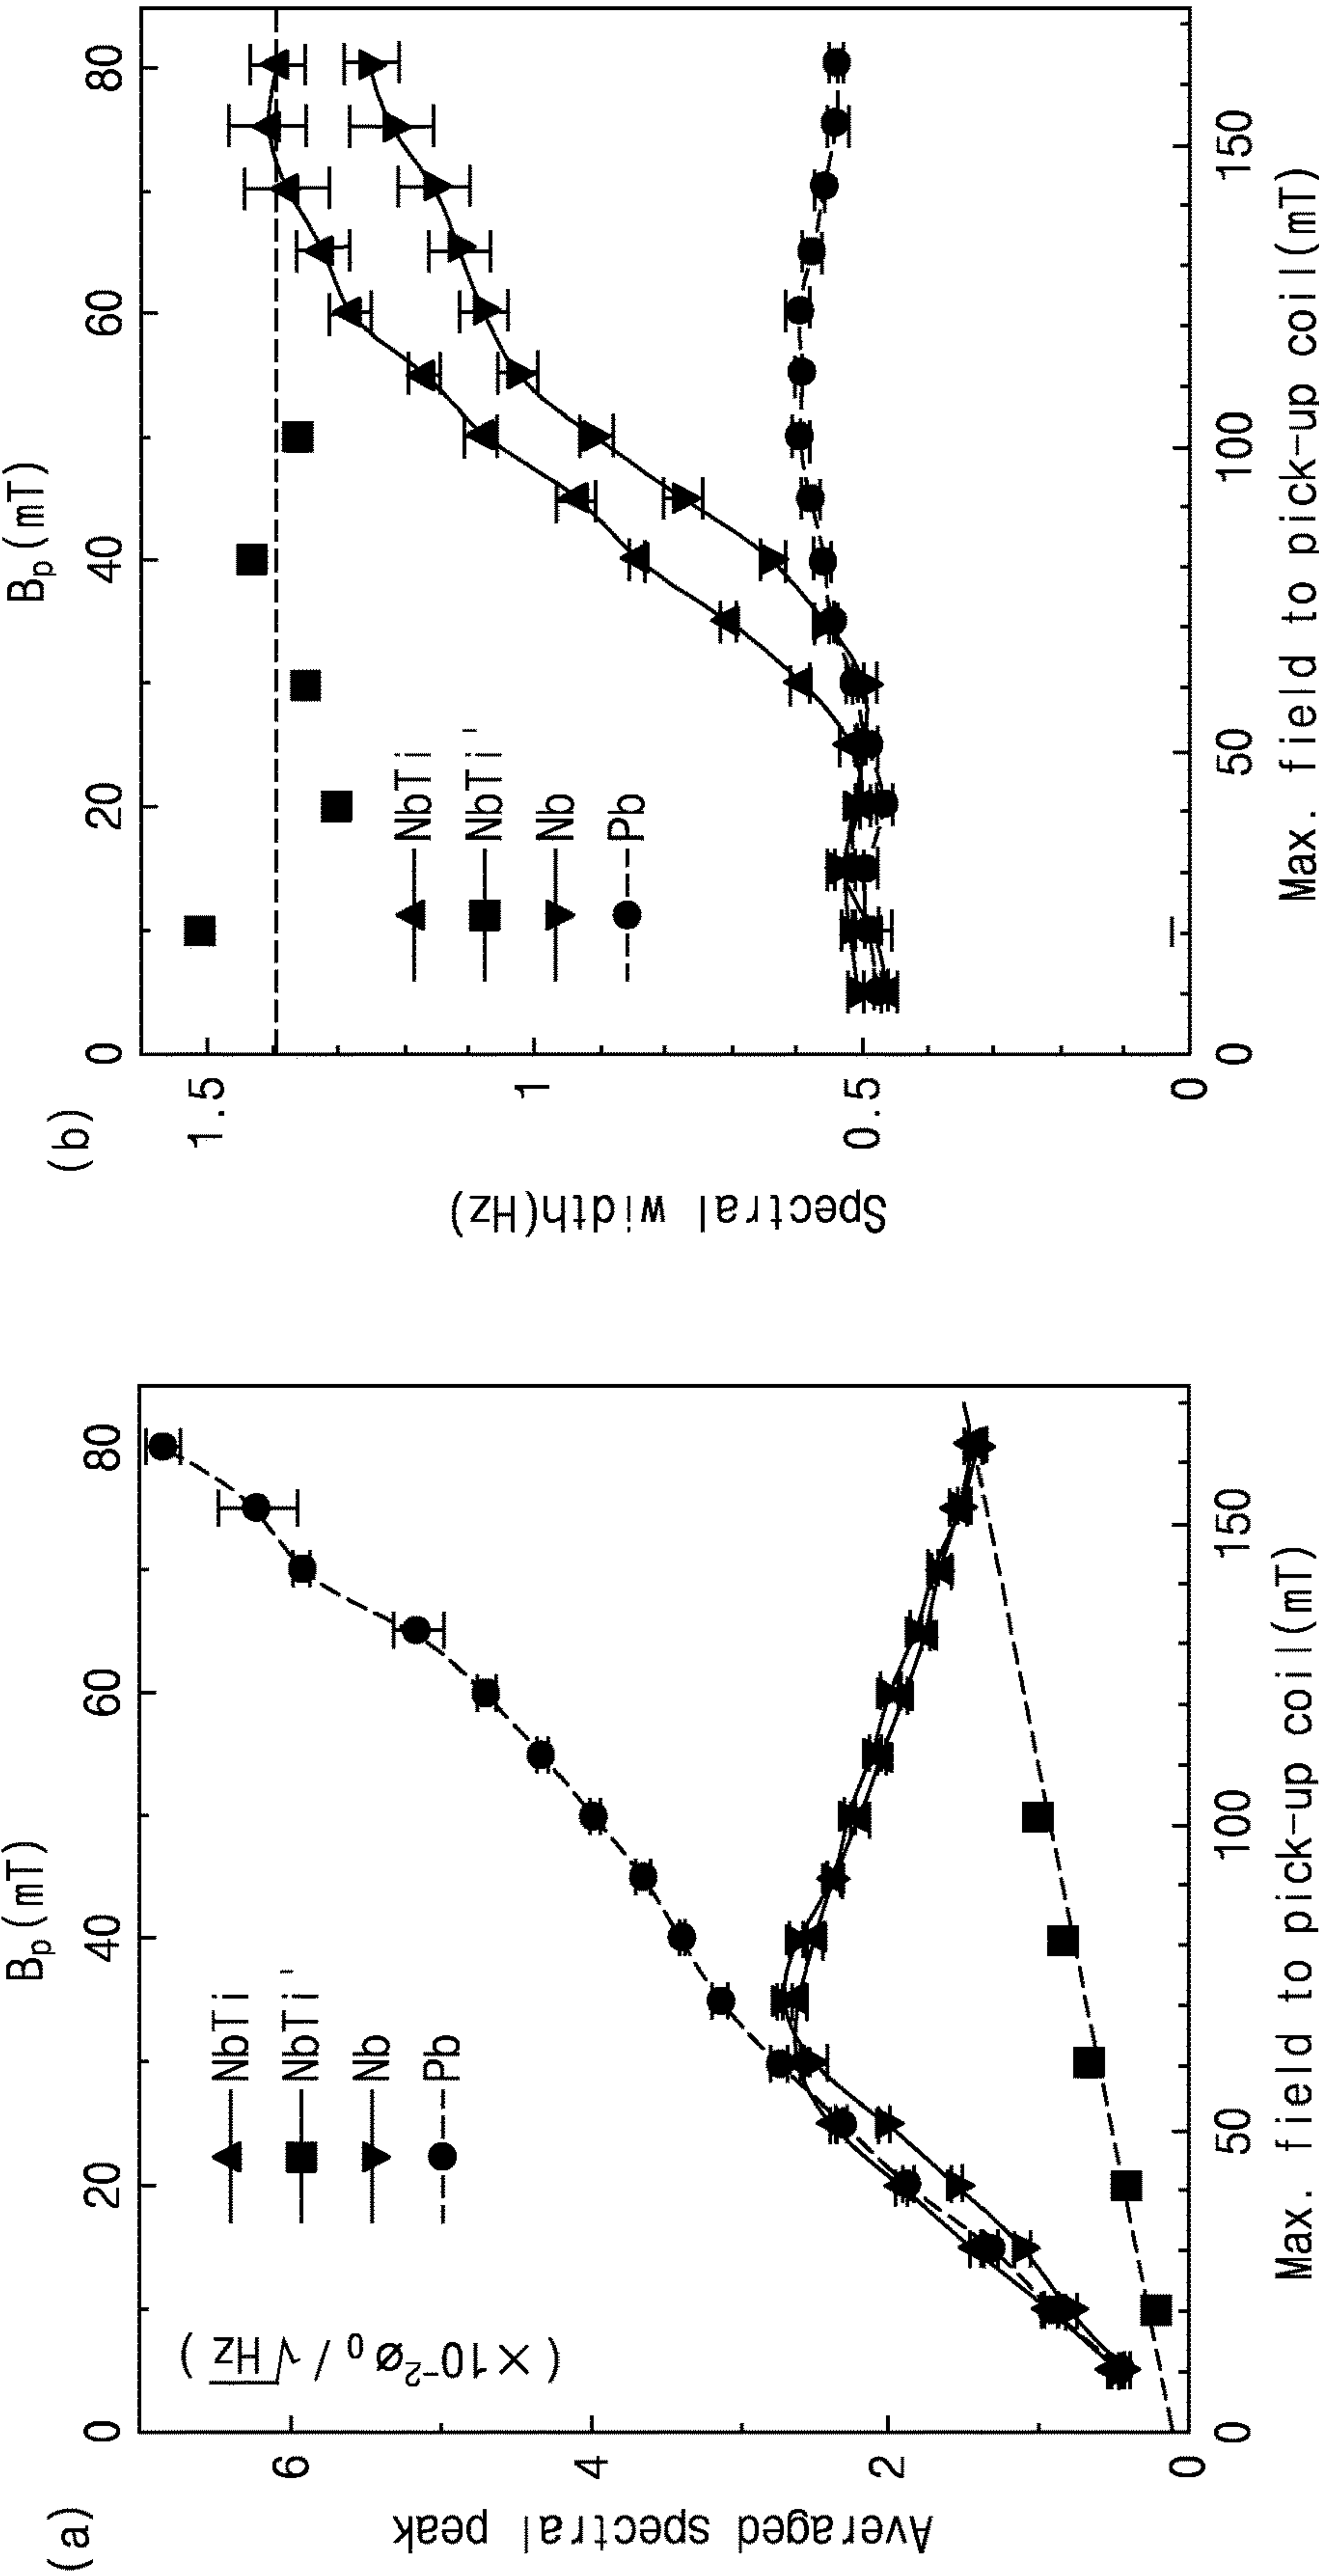 (a)
Bₚ(mT)
0 20 40 60 80
Averaged spectral peak
6
4
2
0
(×10⁻²ø₀/√Hz)
NbTi
NbTi'
Nb
Pb
0 50 100 150
Max. field to pick-up coil(mT)
(b)
Bₚ(mT)
0 20 40 60 80
Spectral width(Hz)
1.5
1
0.5
0
NbTi
NbTi'
Nb
Pb
0 50 100 150
Max. field to pick-up coil(mT)